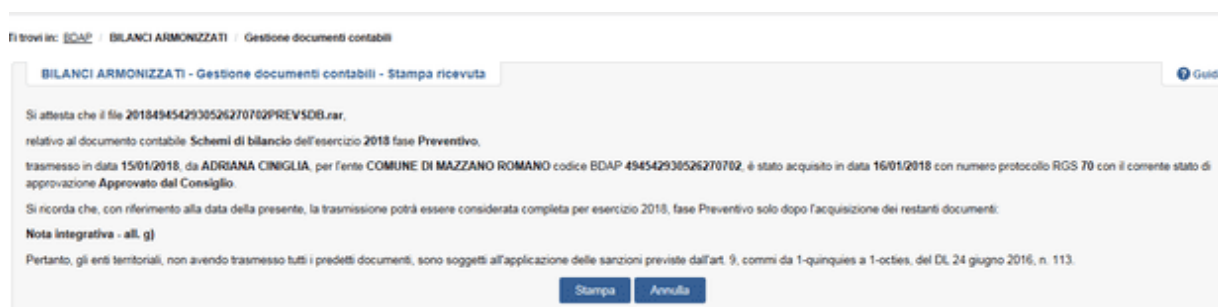 Ti trovi in: BDAP / BILANCI ARMONIZZATI / Gestione documenti contabili
BILANCI ARMONIZZATI - Gestione documenti contabili - Stampa ricevuta
Guid
Si attesta che il file 2018494542930526270702PREVSDB.rar,
relativo al documento contabile Schemi di bilancio dell'esercizio 2018 fase Preventivo,
trasmesso in data 15/01/2018, da ADRIANA CINIGLIA, per l'ente COMUNE DI MAZZANO ROMANO codice BDAP 494542930526270702, è stato acquisito in data 16/01/2018 con numero protocollo RGS 70 con il corrente stato di
approvazione Approvato dal Consiglio.
Si ricorda che, con riferimento alla data della presente, la trasmissione potrà essere considerata completa per esercizio 2018, fase Preventivo solo dopo l'acquisizione dei restanti documenti:
Nota integrativa - all. g)
Pertanto, gli enti territoriali, non avendo trasmesso tutti i predetti documenti, sono soggetti all'applicazione delle sanzioni previste dall'art. 9, commi da 1-quinquies a 1-octies, del DL 24 giugno 2016, n. 113.
Stampa Annulla